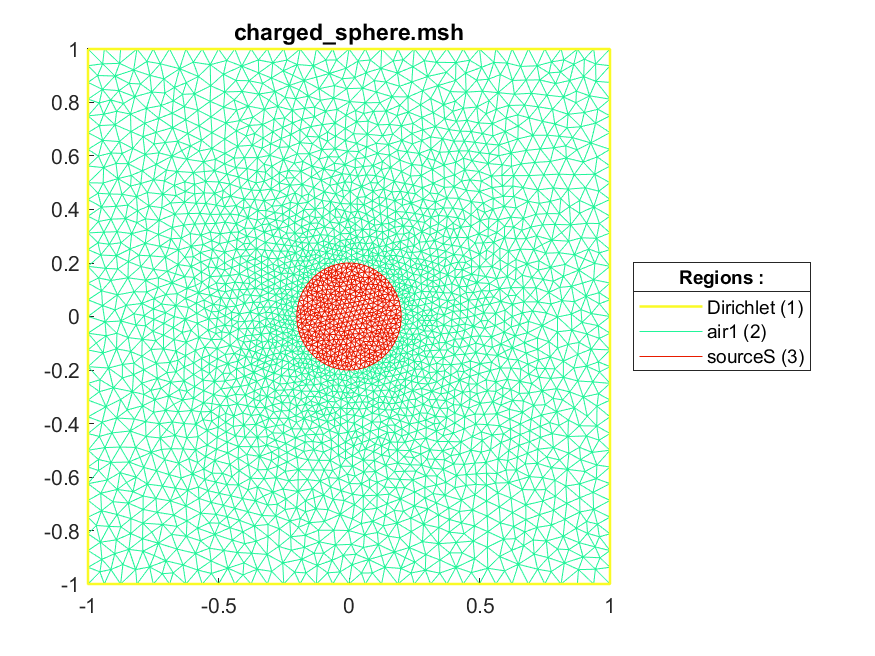 charged_sphere.msh
1
0.8
0.6
0.4
0.2
0
-0.2
-0.4
-0.6
-0.8
-1
-1 -0.5 0 0.5 1
Regions :
Dirichlet (1)
air1 (2)
sourceS (3)